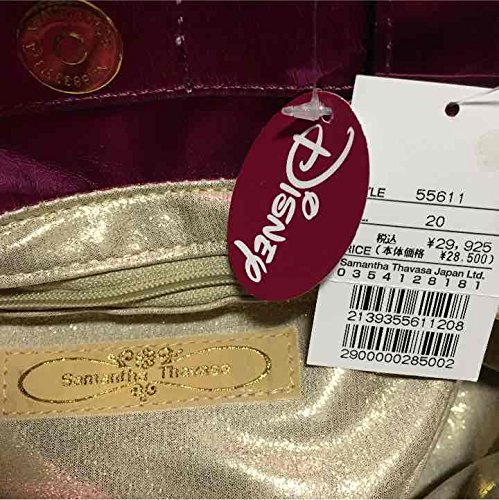 Disney
YLE 55611
20
税込 ¥29,925
RICE(本体価格 ¥28,500)
Samantha Thavasa Japan Ltd.
0354128181
2139355611208
2900000285002
Samantha Thavasa